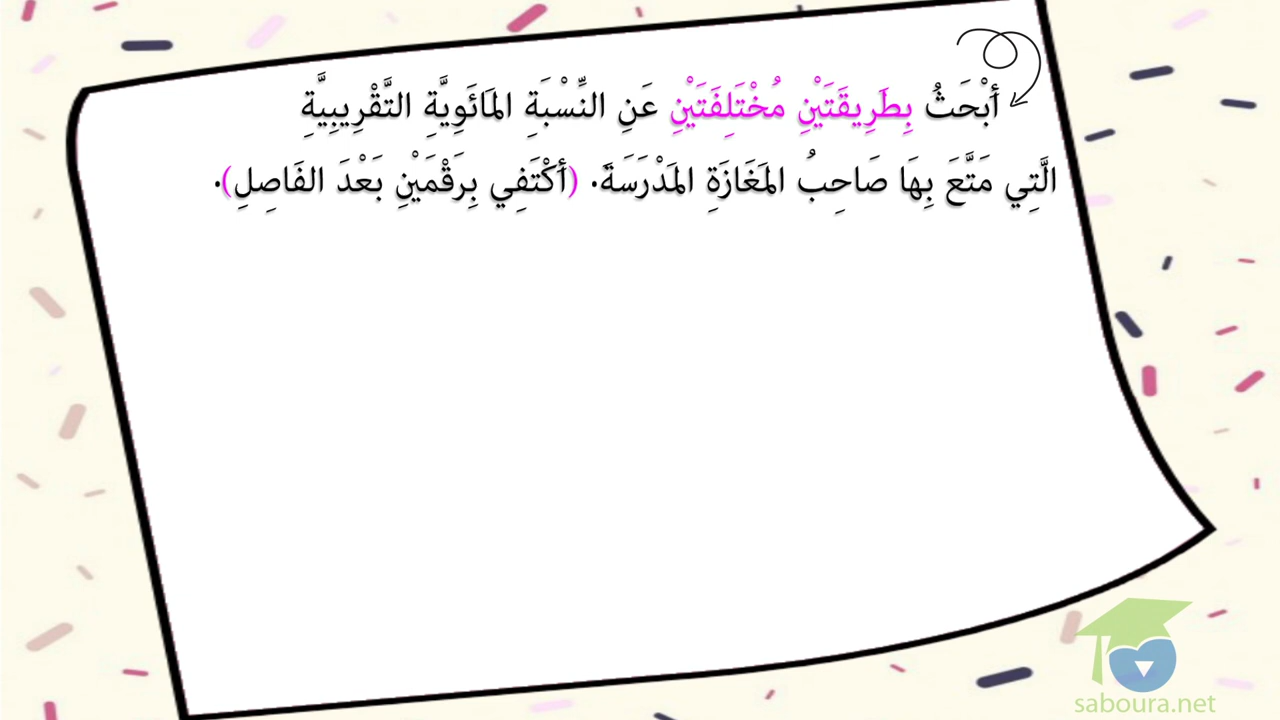 أَبْحَثُ بِطَرِيقَتَيْنِ مُخْتَلِفَتَيْنِ عَنِ النِّسْبَةِ المَائَوِيَّةِ التَّقْرِيبِيَّةِ
الَّتِي مَتَّعَ بِهَا صَاحِبُ المَغَازَةِ المَدْرَسَةَ. (أَكْتَفِي بِرَقْمَيْنِ بَعْدَ الفَاصِلِ).
saboura.net